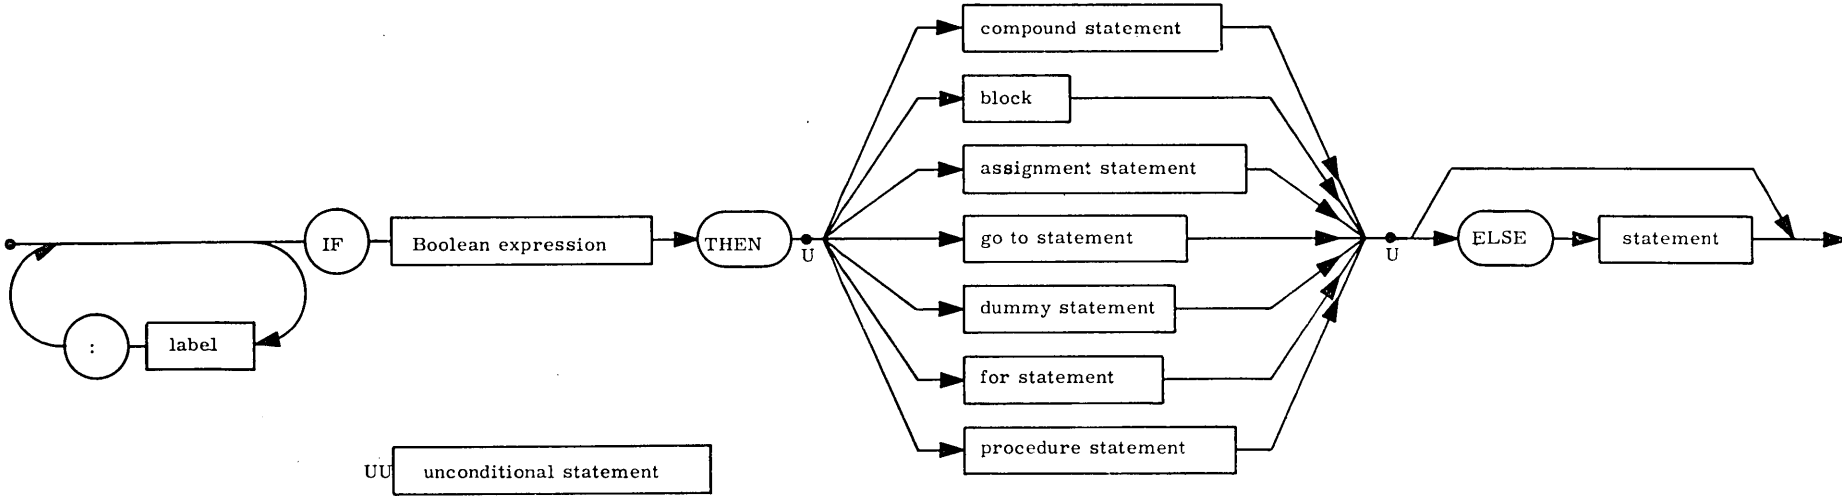 compound statement
block
assignment statement
IF
Boolean expression
THEN
U
go to statement
U
ELSE
statement
dummy statement
:
label
for statement
procedure statement
UU unconditional statement